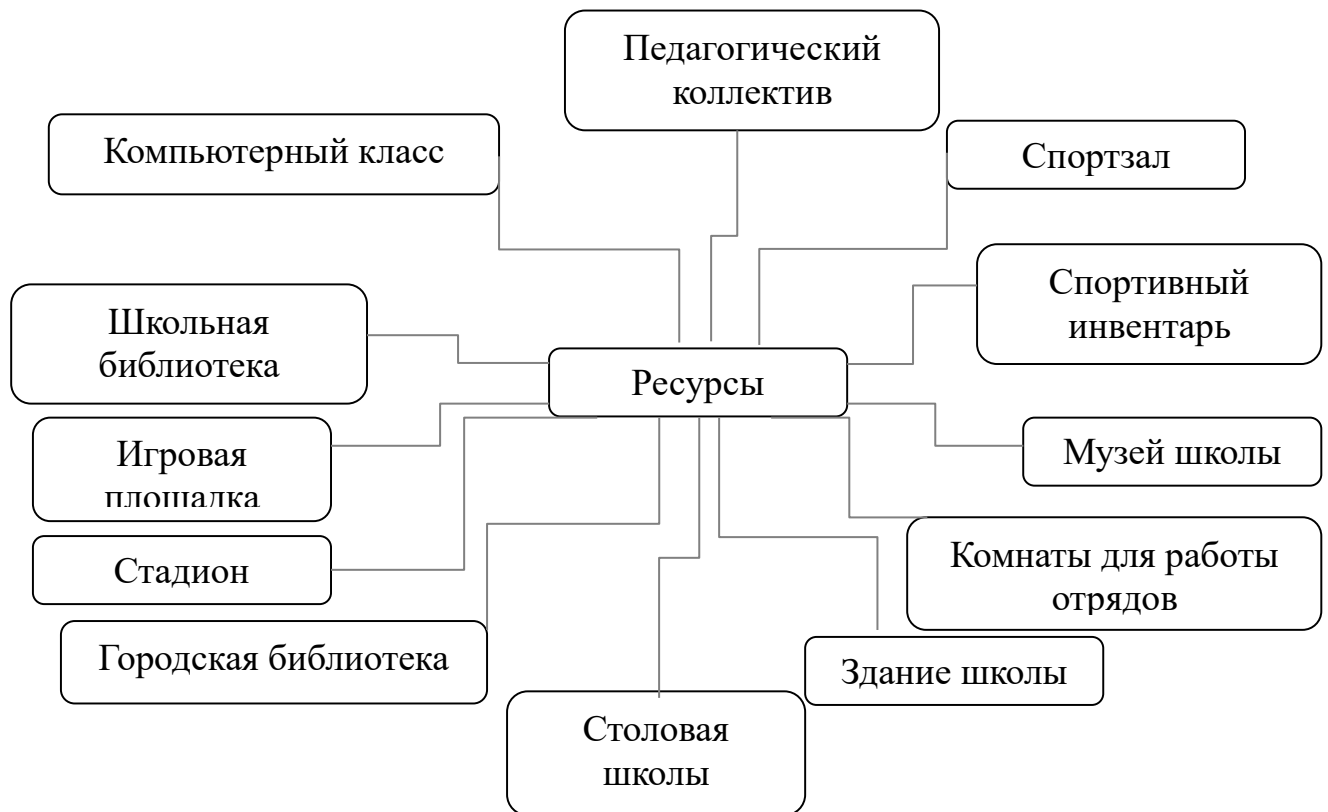 Педагогический
коллектив
Компьютерный класс
Спортзал
Спортивный
инвентарь
Школьная
библиотека
Ресурсы
Игровая
площадка
Музей школы
Стадион
Комнаты для работы
отрядов
Городская библиотека
Здание школы
Столовая
школы